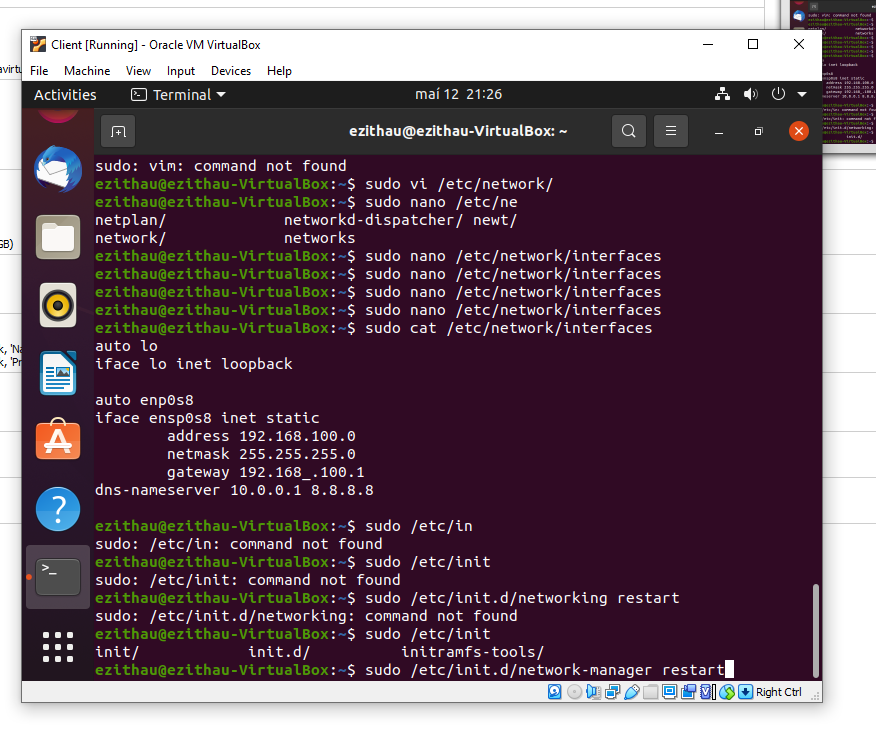 Client [Running] - Oracle VM VirtualBox
File Machine View Input Devices Help
Activities Terminal maí 12 21:26
ezithau@ezithau-VirtualBox: ~
sudo: vim: command not found
ezithau@ezithau-VirtualBox:~$ sudo vi /etc/network/
ezithau@ezithau-VirtualBox:~$ sudo nano /etc/ne
netplan/ networkd-dispatcher/ newt/
network/ networks
ezithau@ezithau-VirtualBox:~$ sudo nano /etc/network/interfaces
ezithau@ezithau-VirtualBox:~$ sudo nano /etc/network/interfaces
ezithau@ezithau-VirtualBox:~$ sudo nano /etc/network/interfaces
ezithau@ezithau-VirtualBox:~$ sudo nano /etc/network/interfaces
ezithau@ezithau-VirtualBox:~$ sudo cat /etc/network/interfaces
auto lo
iface lo inet loopback
auto enp0s8
iface ensp0s8 inet static
address 192.168.100.0
netmask 255.255.255.0
gateway 192.168_.100.1
dns-nameserver 10.0.0.1 8.8.8.8
ezithau@ezithau-VirtualBox:~$ sudo /etc/in
sudo: /etc/in: command not found
ezithau@ezithau-VirtualBox:~$ sudo /etc/init
sudo: /etc/init: command not found
ezithau@ezithau-VirtualBox:~$ sudo /etc/init.d/networking restart
sudo: /etc/init.d/networking: command not found
ezithau@ezithau-VirtualBox:~$ sudo /etc/init
init/ init.d/ initramfs-tools/
ezithau@ezithau-VirtualBox:~$ sudo /etc/init.d/network-manager restart
Right Ctrl